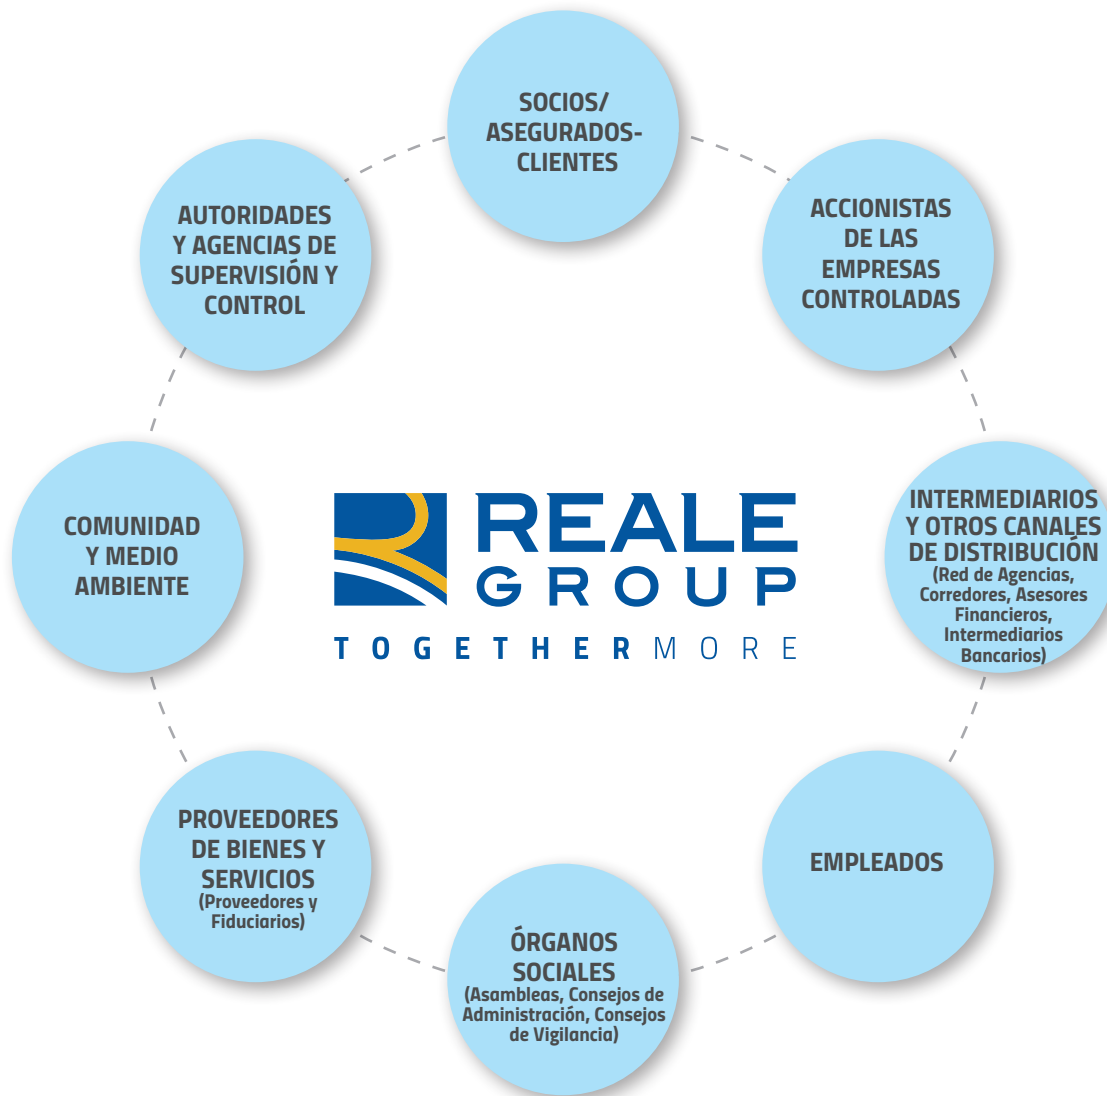 SOCIOS/
ASEGURADOS-
CLIENTES
ACCIONISTAS
DE LAS
EMPRESAS
CONTROLADAS
INTERMEDIARIOS
Y OTROS CANALES
DE DISTRIBUCIÓN
(Red de Agencias,
Corredores, Asesores
Financieros,
Intermediarios
Bancarios)
EMPLEADOS
ÓRGANOS
SOCIALES
(Asambleas, Consejos de
Administración, Consejos
de Vigilancia)
PROVEEDORES
DE BIENES Y
SERVICIOS
(Proveedores y
Fiduciarios)
COMUNIDAD
Y MEDIO
AMBIENTE
AUTORIDADES
Y AGENCIAS DE
SUPERVISIÓN Y
CONTROL
REALE
GROUP
TOGETHERMORE